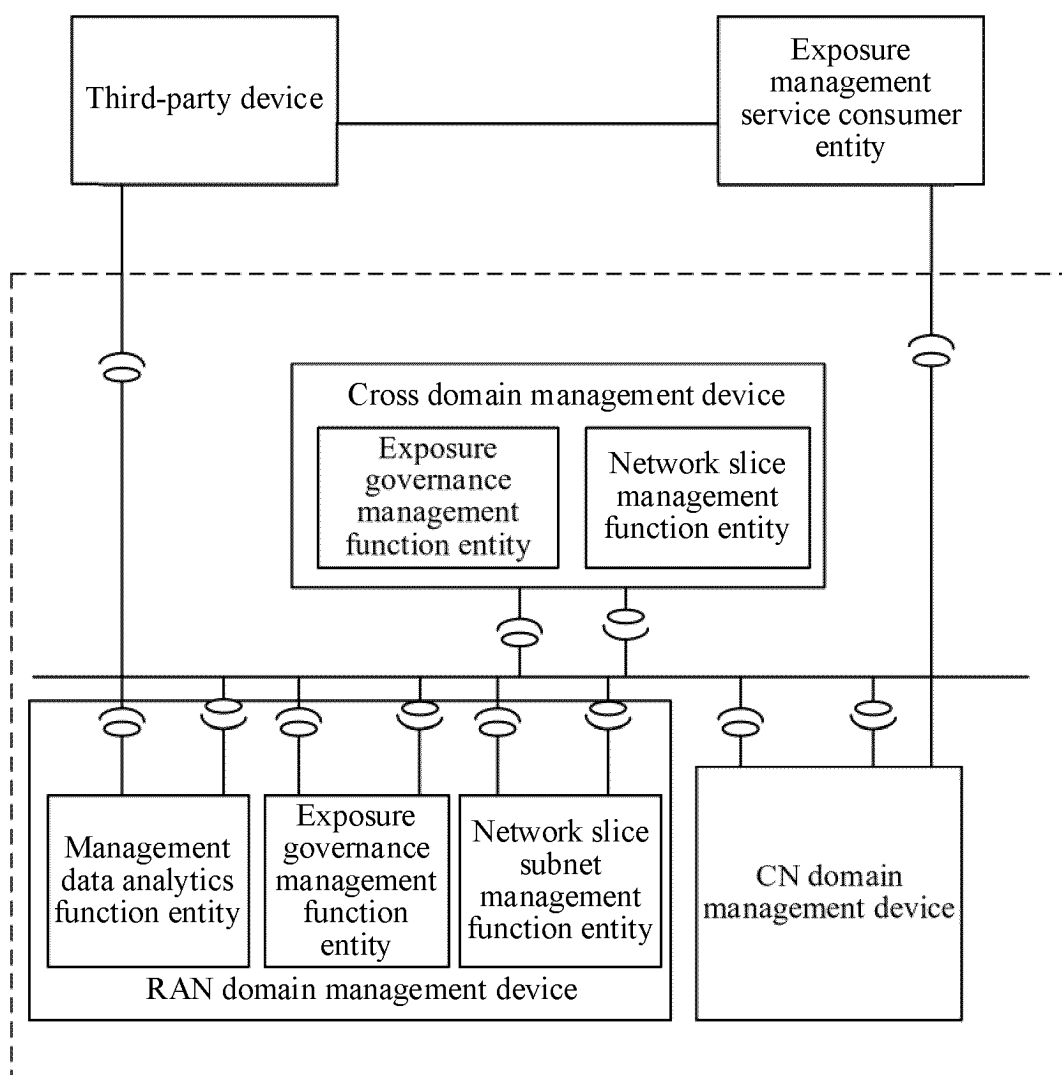 Third-party device
Exposure
management
service consumer
entity
Cross domain management device
Exposure
governance
management
function entity
Network slice
management
function entity
Management
data analytics
function entity
Exposure
governance
management
function
entity
Network slice
subnet
management
function entity
RAN domain management device
CN domain
management device